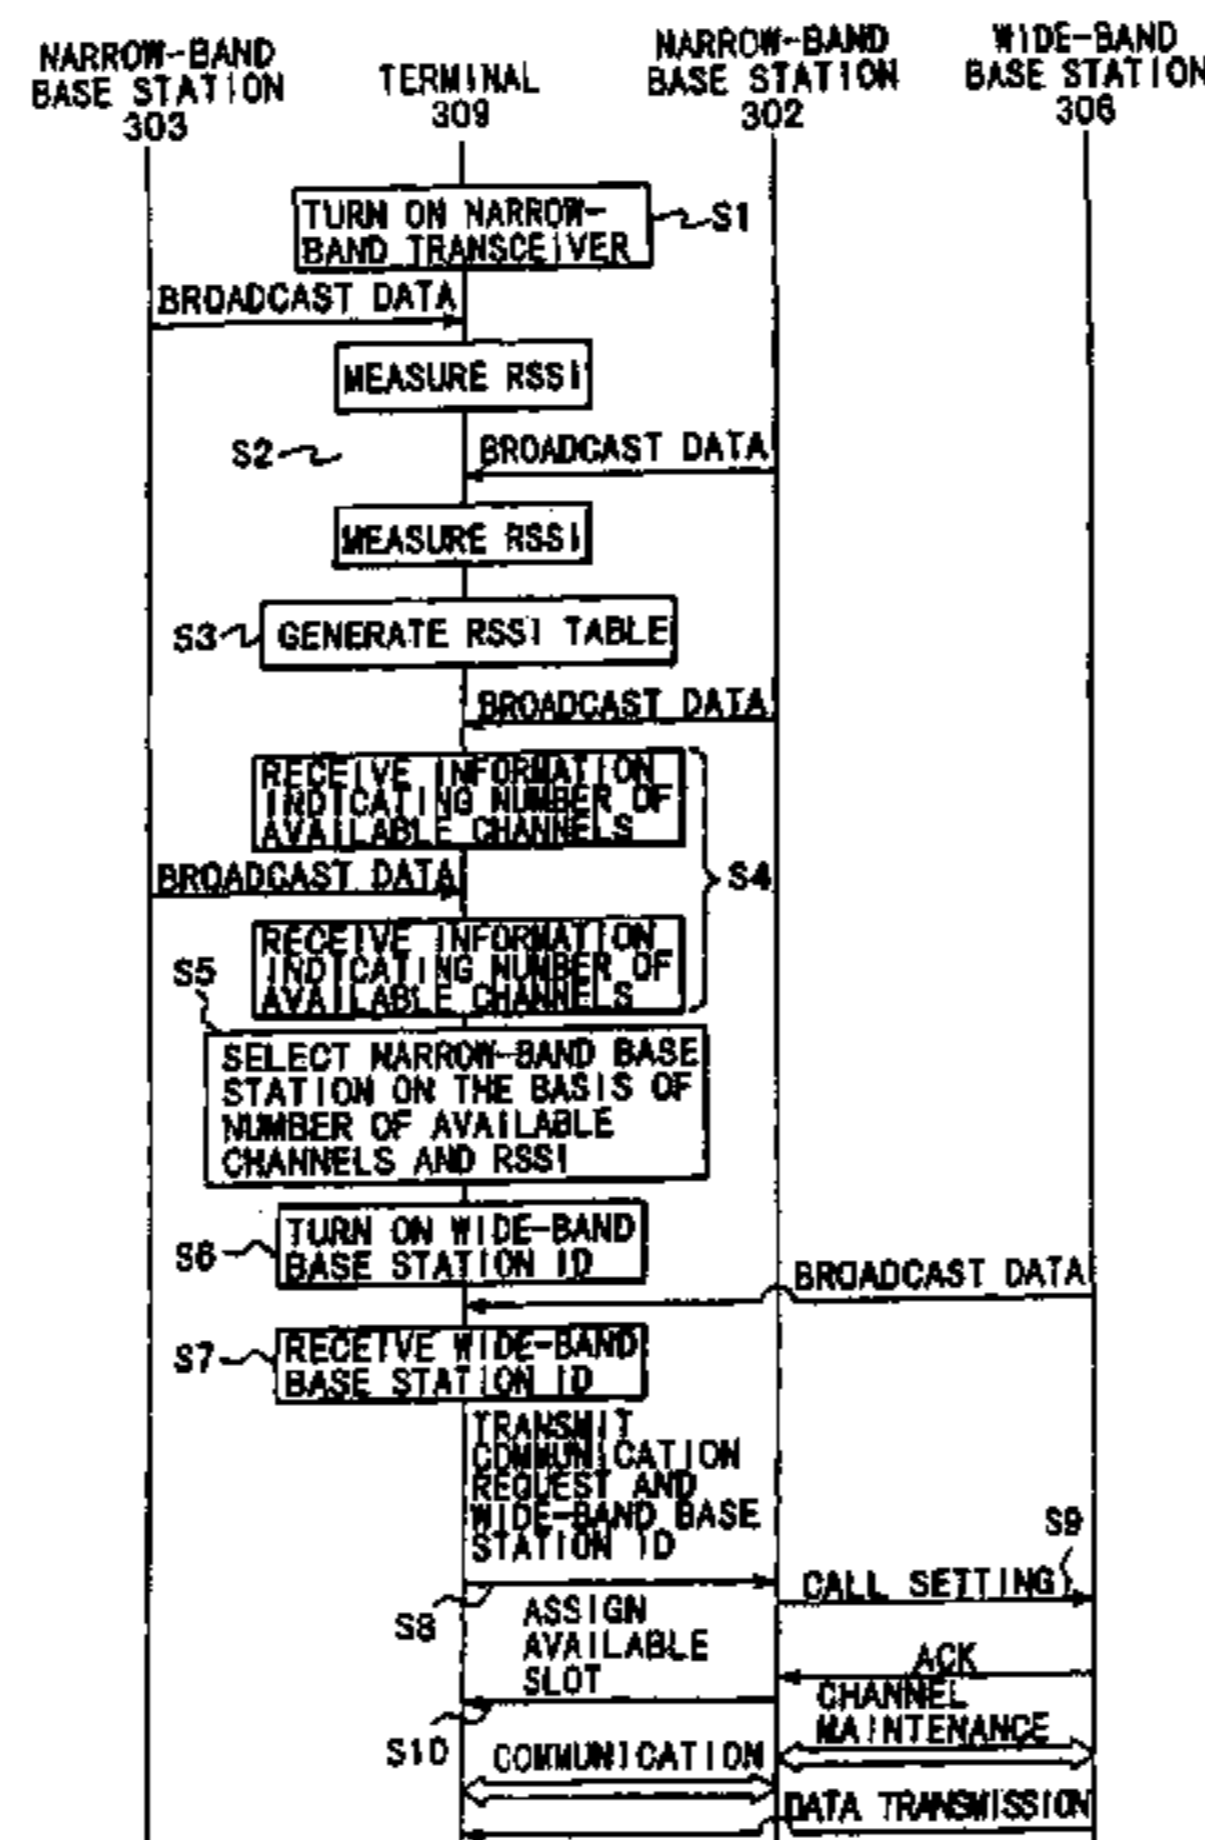 NARROW-BAND
BASE STATION
303
TERMINAL
309
NARROW-BAND
BASE STATION
302
WIDE-BAND
BASE STATION
306
TURN ON NARROW-
BAND TRANSCEIVER
S1
BROADCAST DATA
MEASURE RSSI
S2
BROADCAST DATA
MEASURE RSSI
S3
GENERATE RSSI TABLE
BROADCAST DATA
RECEIVE INFORMATION
INDICATING NUMBER OF
AVAILABLE CHANNELS
BROADCAST DATA
S4
RECEIVE INFORMATION
INDICATING NUMBER OF
AVAILABLE CHANNELS
S5
SELECT NARROW-BAND BASE
STATION ON THE BASIS OF
NUMBER OF AVAILABLE
CHANNELS AND RSSI
S6
TURN ON WIDE-BAND
BASE STATION ID
BROADCAST DATA
S7
RECEIVE WIDE-BAND
BASE STATION ID
TRANSMIT
COMMUNICATION
REQUEST AND
WIDE-BAND BASE
STATION ID
S9
CALL SETTING
S8
ASSIGN
AVAILABLE
SLOT
ACK
CHANNEL
MAINTENANCE
S10
COMMUNICATION
DATA TRANSMISSION